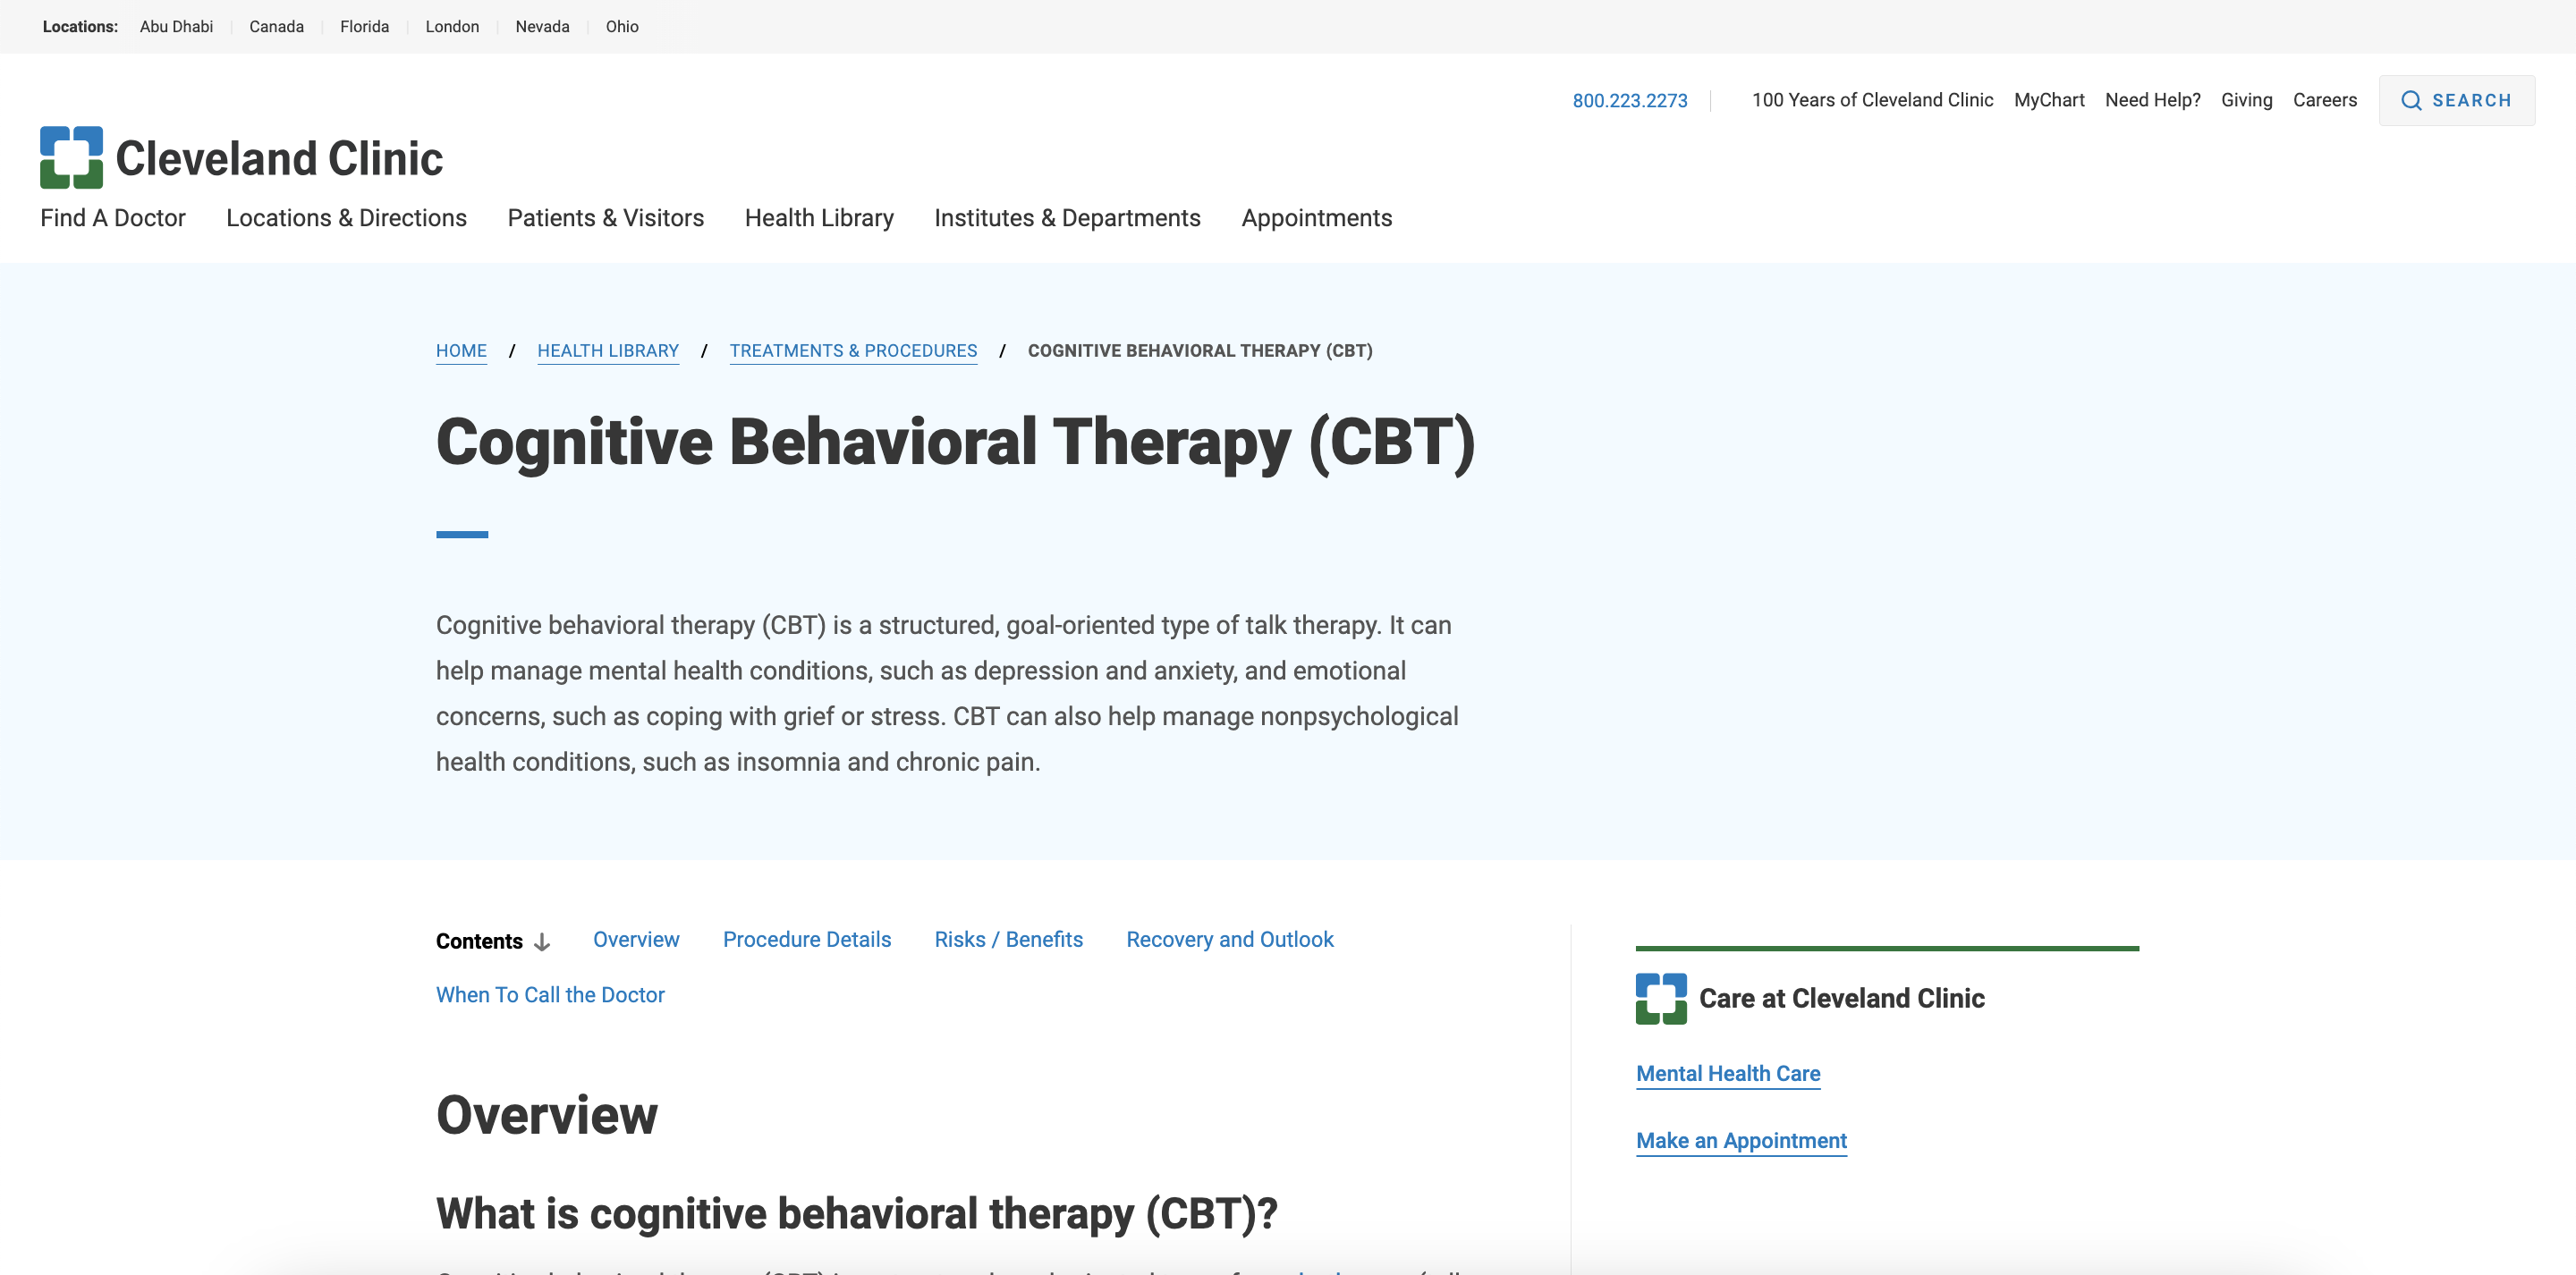 Locations: Abu Dhabi Canada Florida London Nevada Ohio
800.223.2273 100 Years of Cleveland Clinic MyChart Need Help? Giving Careers SEARCH
Cleveland Clinic
Find A Doctor Locations & Directions Patients & Visitors Health Library Institutes & Departments Appointments
HOME / HEALTH LIBRARY / TREATMENTS & PROCEDURES / COGNITIVE BEHAVIORAL THERAPY (CBT)
Cognitive Behavioral Therapy (CBT)
Cognitive behavioral therapy (CBT) is a structured, goal-oriented type of talk therapy. It can
help manage mental health conditions, such as depression and anxiety, and emotional
concerns, such as coping with grief or stress. CBT can also help manage nonpsychological
health conditions, such as insomnia and chronic pain.
Contents Overview Procedure Details Risks / Benefits Recovery and Outlook
When To Call the Doctor
Overview
What is cognitive behavioral therapy (CBT)?
Care at Cleveland Clinic
Mental Health Care
Make an Appointment